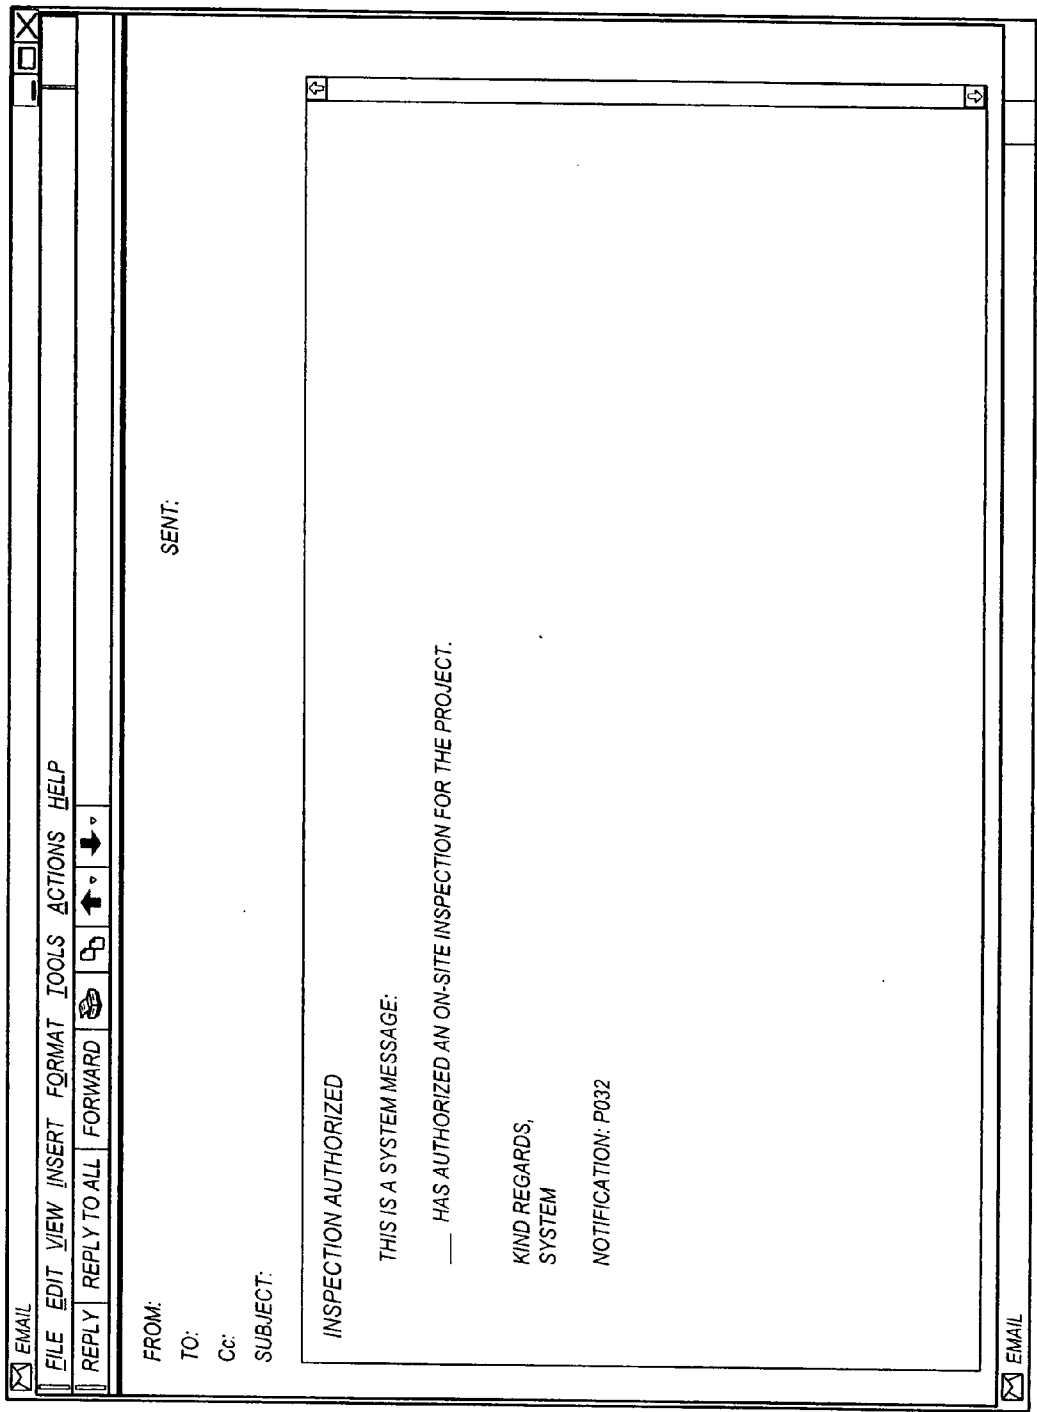 EMAIL
FILE EDIT VIEW INSERT FORMAT TOOLS ACTIONS HELP
REPLY REPLY TO ALL FORWARD
FROM:
SENT:
TO:
Cc:
SUBJECT:
INSPECTION AUTHORIZED
THIS IS A SYSTEM MESSAGE:
___ HAS AUTHORIZED AN ON-SITE INSPECTION FOR THE PROJECT.
KIND REGARDS,
SYSTEM
NOTIFICATION: P032
EMAIL